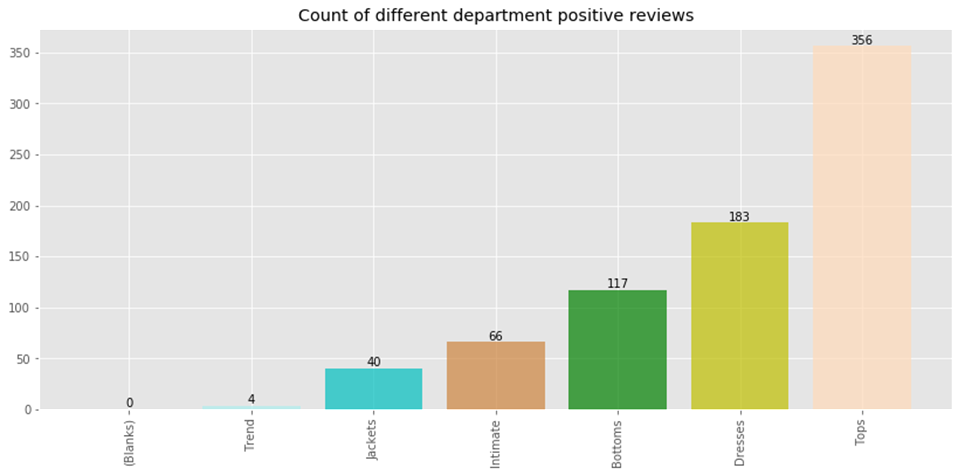 Count of different department positive reviews
350
300
250
200
150
100
50
0
0
4
40
66
117
183
356
(Blanks)
Trend
Jackets
Intimate
Bottoms
Dresses
Tops